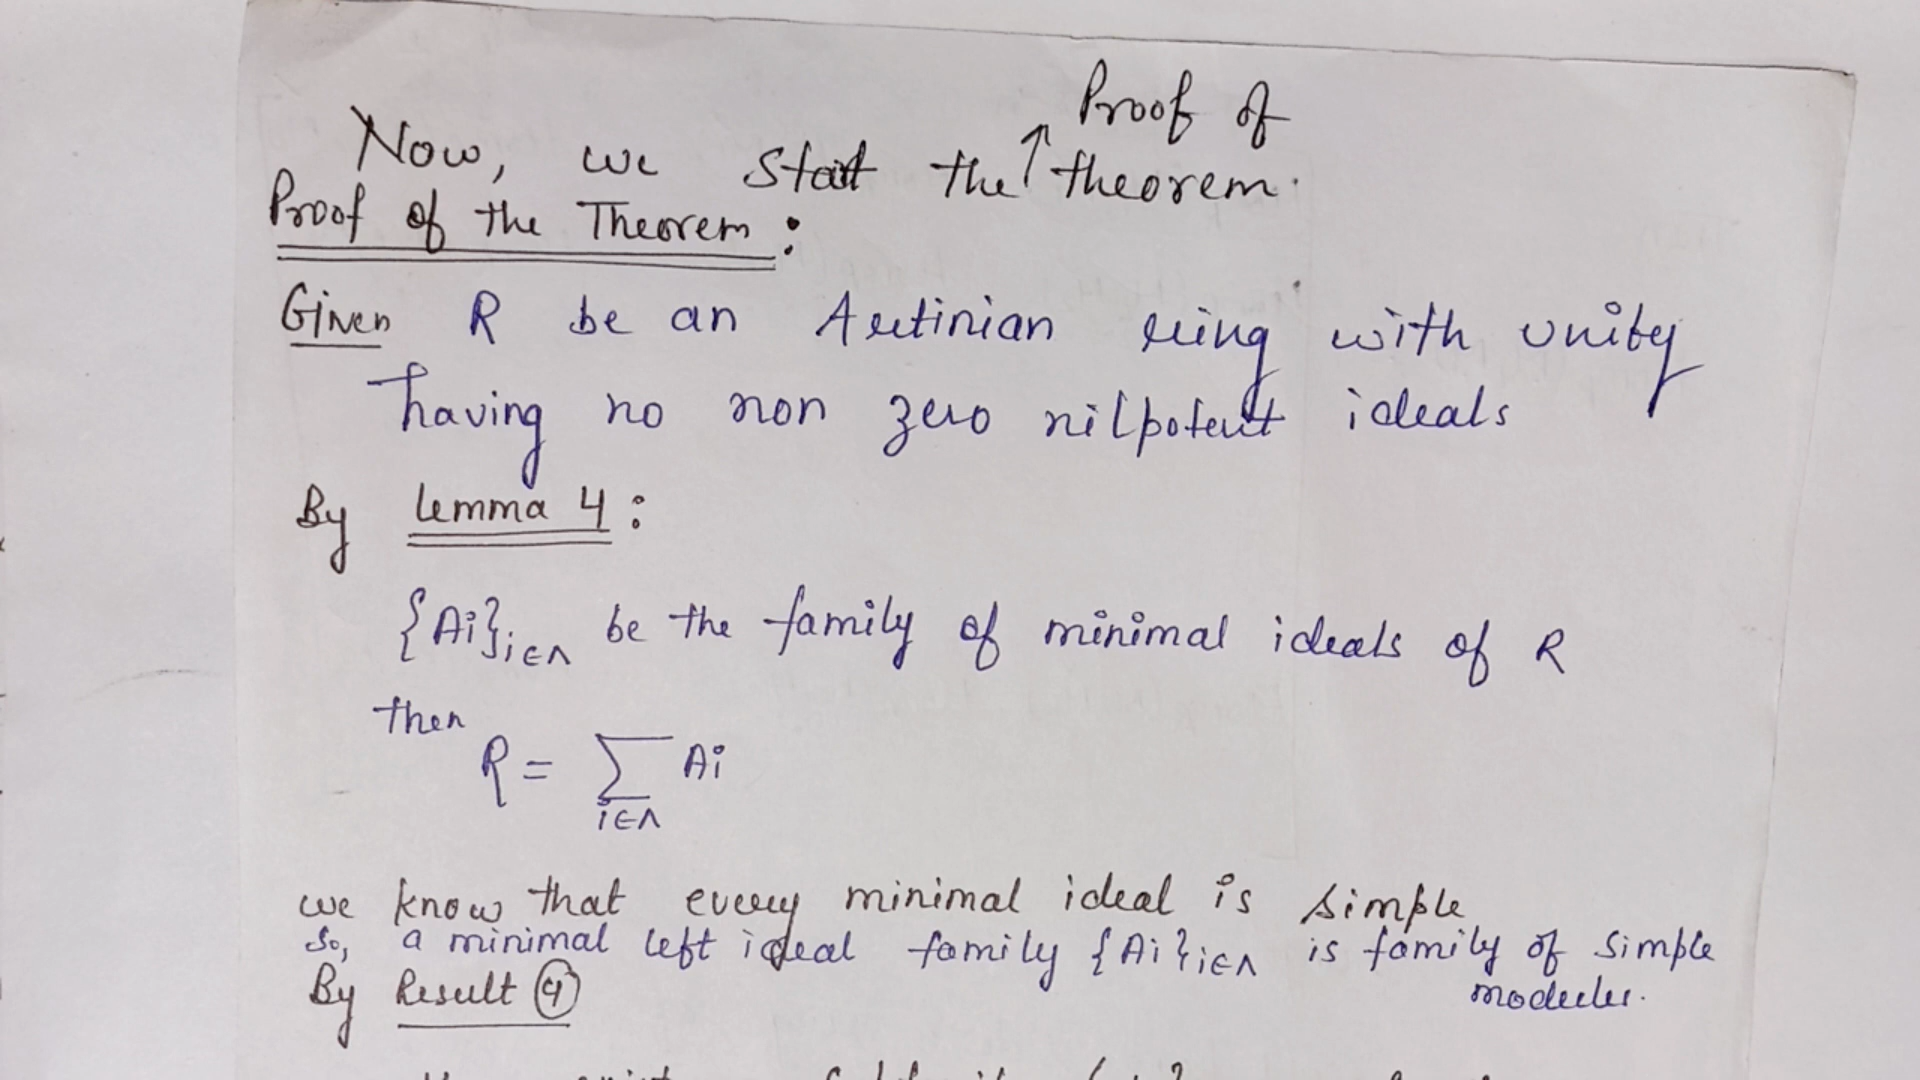 Now, we start the ↑ Proof of theorem.
Proof of the Theorem :
Given R be an Artinian ring with unity
having no non zero nilpotent ideals
By Lemma 4 :
{Ai}i∈Λ be the family of minimal ideals of R
then
R = ∑ Ai
i∈Λ
we know that every minimal ideal is simple
So, a minimal left ideal family {Ai}i∈Λ is family of simple
modules.
By Result ④